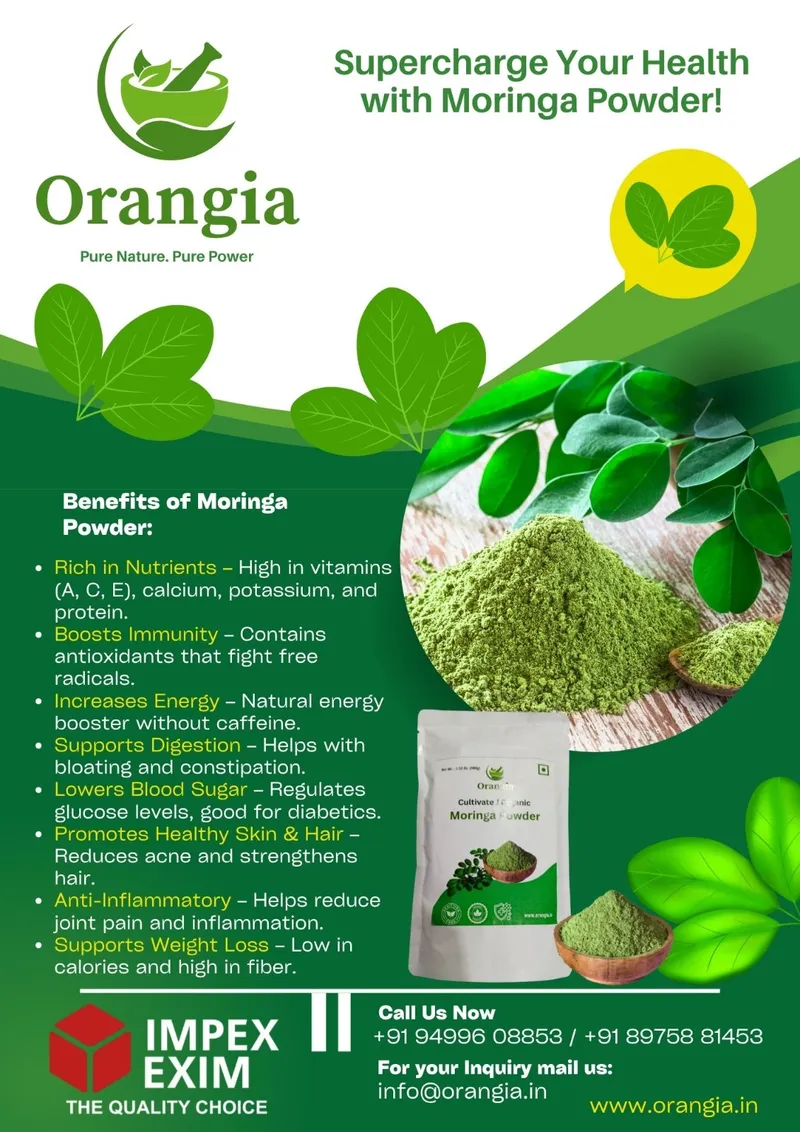 Orangia
Pure Nature. Pure Power
Supercharge Your Health
with Moringa Powder!
Benefits of Moringa
Powder:
Rich in Nutrients – High in vitamins
(A, C, E), calcium, potassium, and
protein.
Boosts Immunity – Contains
antioxidants that fight free
radicals.
Increases Energy – Natural energy
booster without caffeine.
Supports Digestion – Helps with
bloating and constipation.
Lowers Blood Sugar – Regulates
glucose levels, good for diabetics.
Promotes Healthy Skin & Hair –
Reduces acne and strengthens
hair.
Anti-Inflammatory – Helps reduce
joint pain and inflammation.
Supports Weight Loss – Low in
calories and high in fiber.
Orangia
Cultivate / Organic
Moringa Powder
www.orangia.in
IMPEX
EXIM
THE QUALITY CHOICE
Call Us Now
+91 94996 08853 / +91 89758 81453
For your Inquiry mail us:
info@orangia.in
www.orangia.in